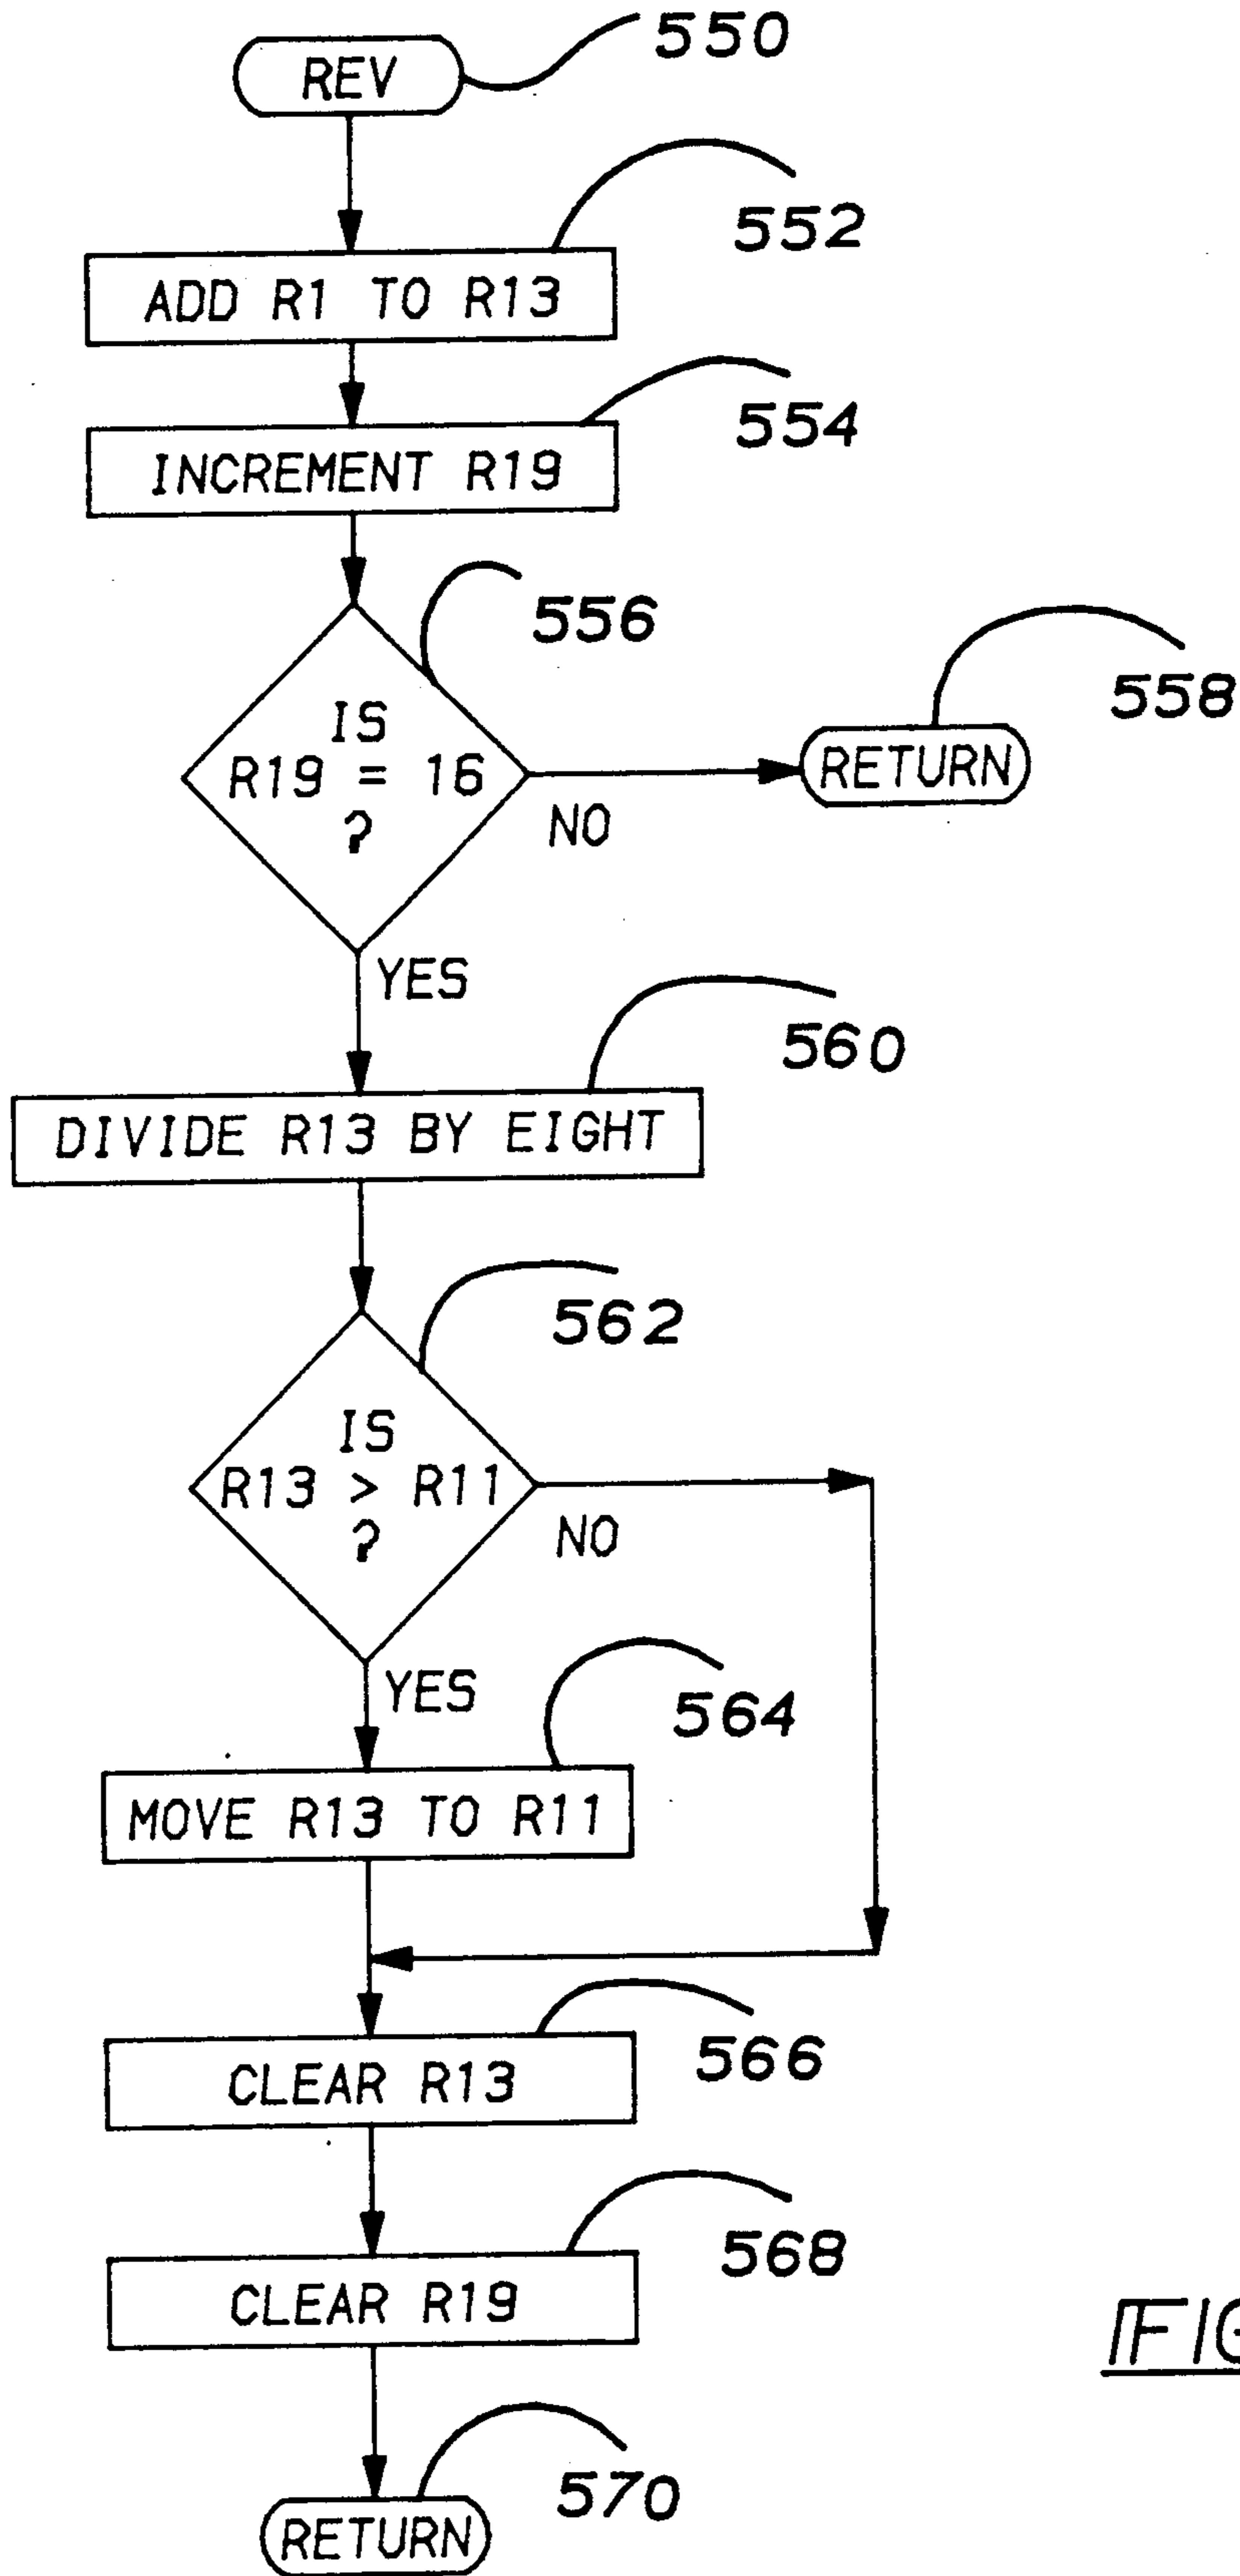 REV
550
552
ADD R1 TO R13
554
INCREMENT R19
556
IS
R19 = 16
?
NO
558
RETURN
YES
560
DIVIDE R13 BY EIGHT
562
IS
R13 > R11
?
NO
YES
564
MOVE R13 TO R11
566
CLEAR R13
568
CLEAR R19
570
RETURN